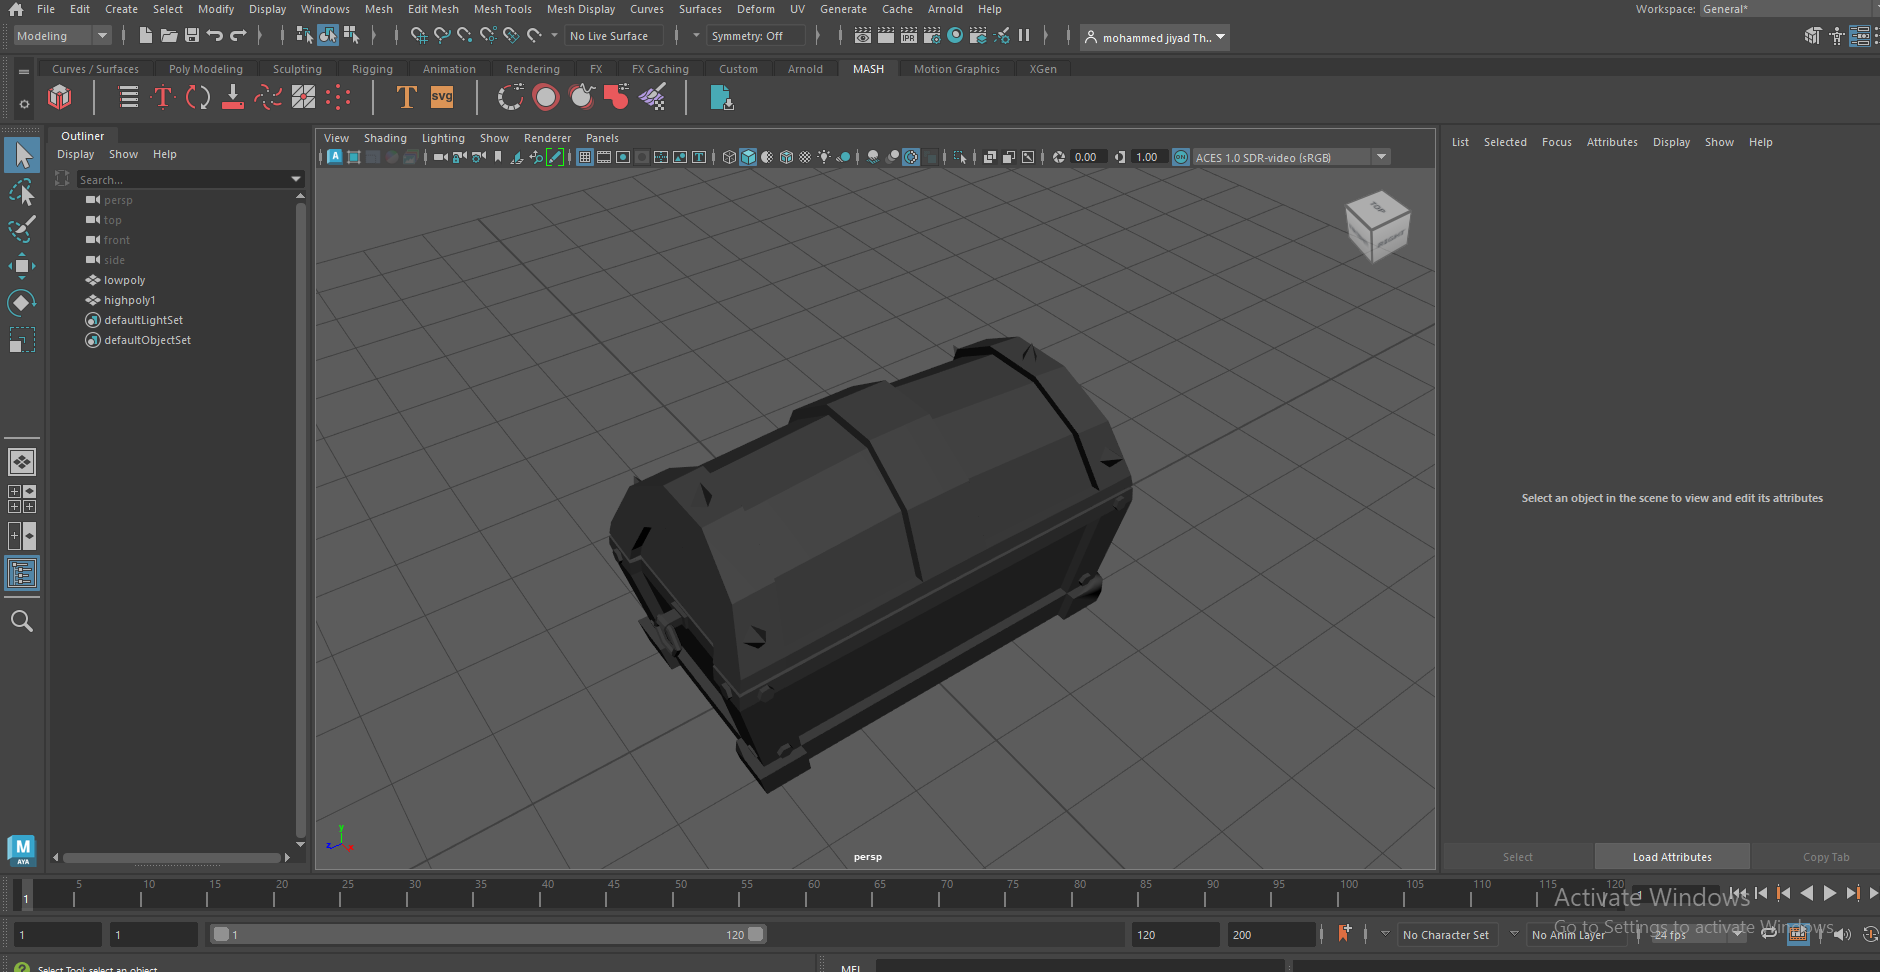 File Edit Create Select Modify Display Windows Mesh Edit Mesh Mesh Tools Mesh Display Curves Surfaces Deform UV Generate Cache Arnold Help Workspace: General*
Modeling No Live Surface Symmetry: Off IPR mohammed jiyad Th..
Curves / Surfaces Poly Modeling Sculpting Rigging Animation Rendering FX FX Caching Custom Arnold MASH Motion Graphics XGen
T T svg
Outliner
Display Show Help
Search...
persp
top
front
side
lowpoly
highpoly1
defaultLightSet
defaultObjectSet
View Shading Lighting Show Renderer Panels
0.00 1.00 ON ACES 1.0 SDR-video (sRGB)
TOP
RIGHT
y
z x
persp
List Selected Focus Attributes Display Show Help
Select an object in the scene to view and edit its attributes
Select Load Attributes Copy Tab
M
AYA
1 5 10 15 20 25 30 35 40 45 50 55 60 65 70 75 80 85 90 95 100 105 110 115 120
Activate Windows
Go to Settings to activate Windows.
1 1 1 120 120 200 No Character Set No Anim Layer 24 fps
Select Tool: select an object MEL